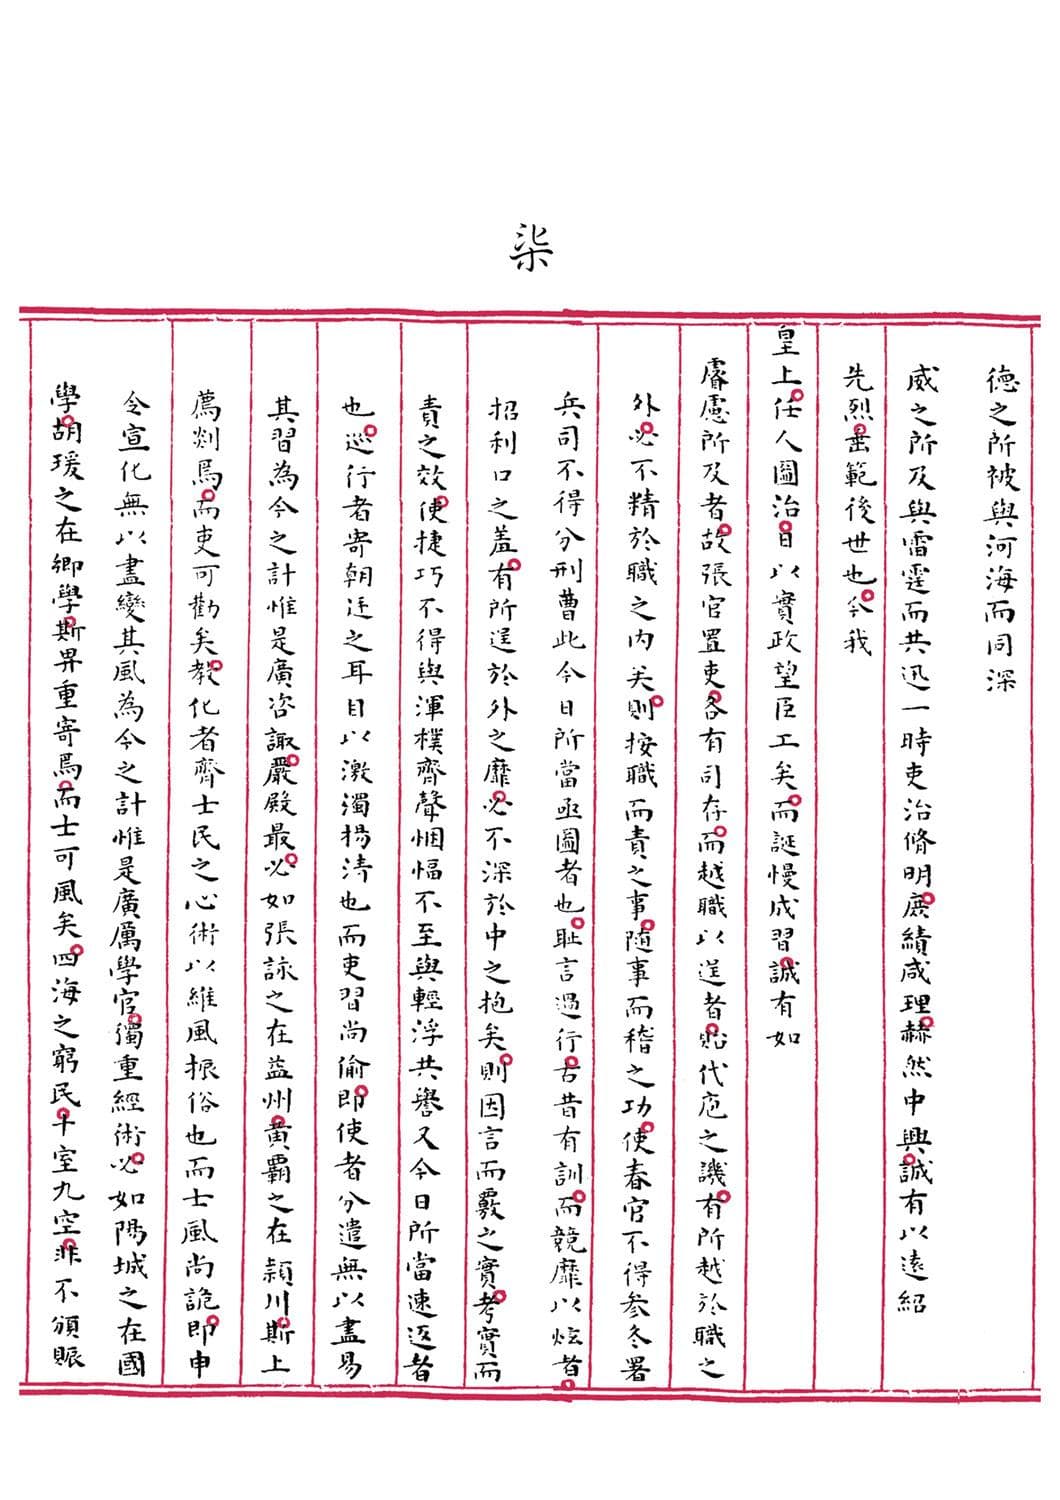 柒
德之所被與河海而同深
威之所及與雷霆而共迅一時吏治脩明庶績咸理赫然中興誠有以遠紹
先烈垂範後世也今我
皇上任人圖治日以實政望臣工矣而誕慢成習誠有如
睿慮所及者故張官置吏各有司存而越職以逞者貽代庖之譏有所越於職之
外必不精於職之内矣則按職而責之事隨事而稽之功使春官不得參冬署
兵司不得分刑曹此今日所當亟圖者也恥言過行古昔有訓而競靡以炫者
招利口之羞有所逞於外之靡必不深於中之抱矣則因言而覈之實考實而
責之效使捷巧不得與渾樸齊聲悃愊不至與輕浮共譽又今日所當速返者
也巡行者寄朝廷之耳目以激濁揚清也而吏習尚偷即使者分遣無以盡易
其習為今之計惟是廣咨諏嚴殿最必如張詠之在益州黄霸之在潁川斯上
薦剡焉而吏可勸矣教化者齊士民之心術以維風振俗也而士風尚詭即申
令宣化無以盡變其風為今之計惟是廣厲學官獨重經術必如陽城之在國
學胡瑗之在鄉學斯畀重寄焉而士可風矣四海之窮民十室九空非不頒賑